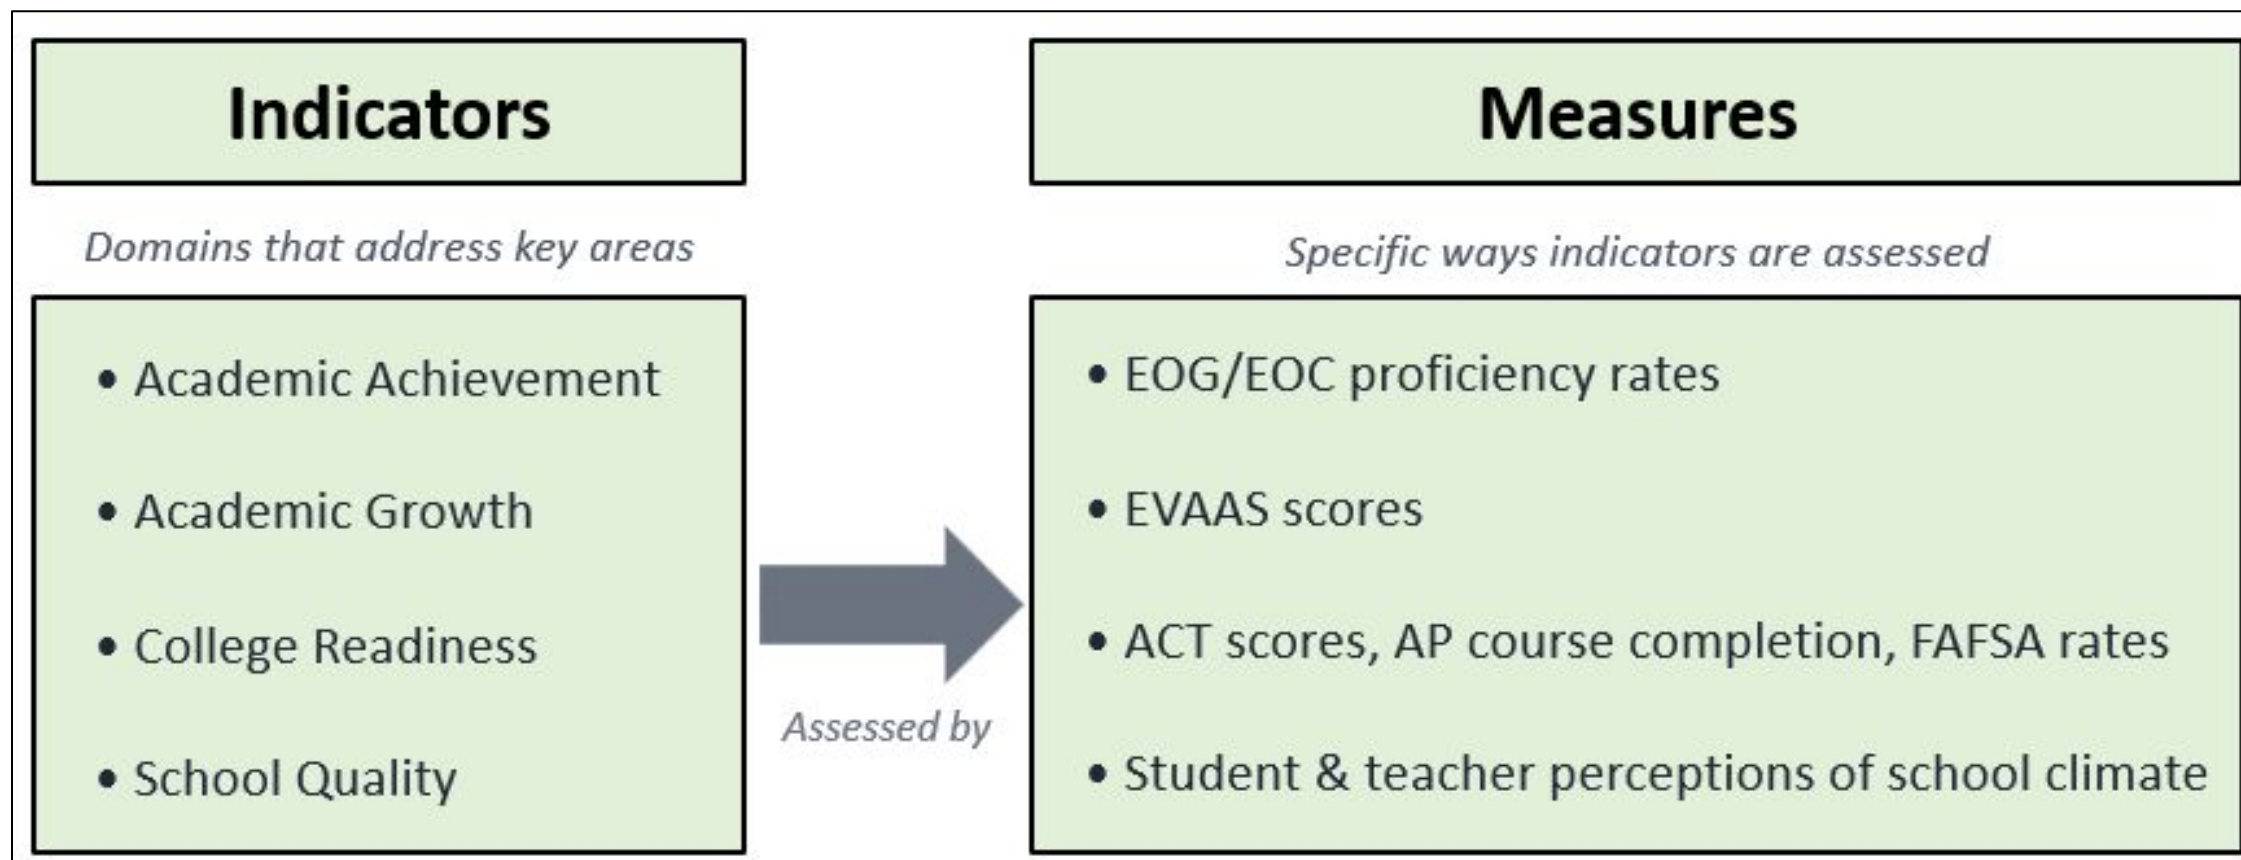 Indicators
Domains that address key areas
• Academic Achievement
• Academic Growth
• College Readiness
• School Quality
Assessed by
Measures
Specific ways indicators are assessed
• EOG/EOC proficiency rates
• EVAAS scores
• ACT scores, AP course completion, FAFSA rates
• Student & teacher perceptions of school climate